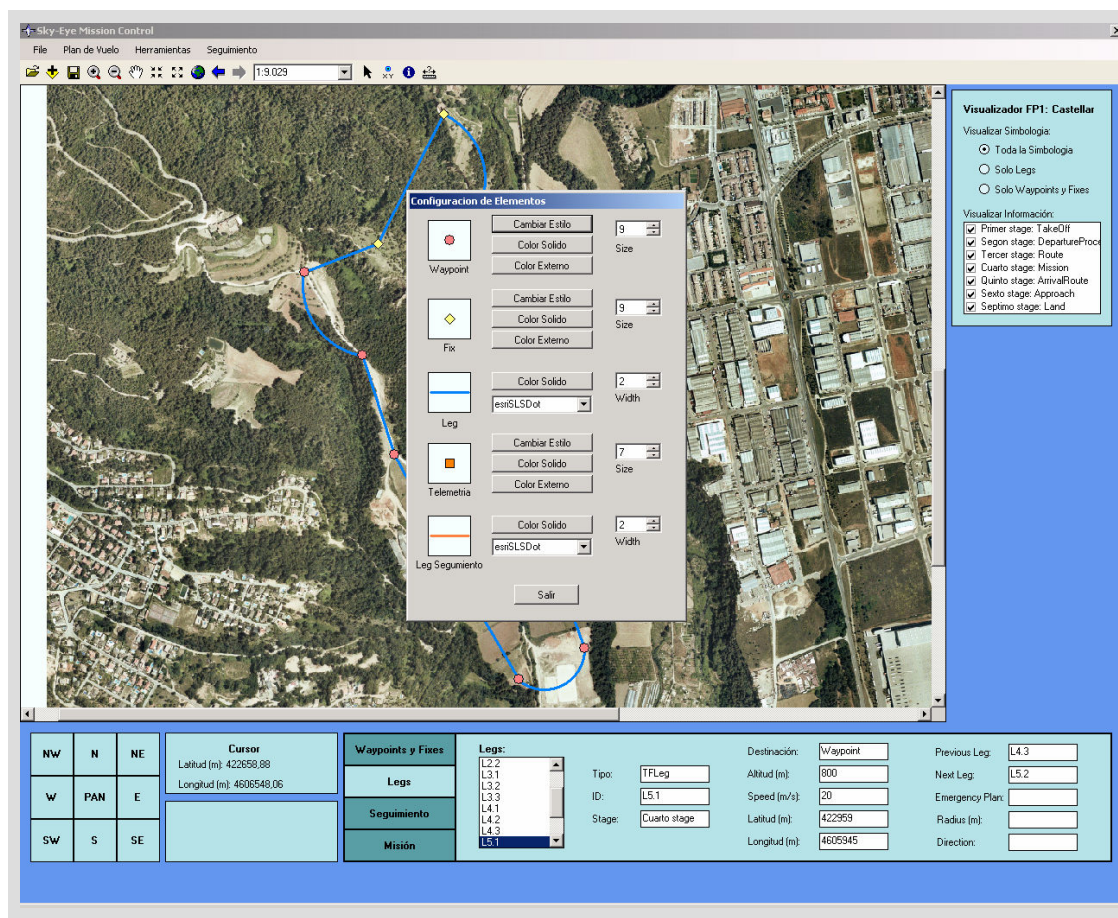 Sky-Eye Mission Control
File Plan de Vuelo Herramientas Seguimiento
1:9.029
XY
Visualizador FP1: Castellar
Visualizar Simbologia:
Toda la Simbologia
Solo Legs
Solo Waypoints y Fixes
Visualizar Información:
Primer stage: TakeOff
Segon stage: DepartureProce
Tercer stage: Route
Cuarto stage: Mission
Quinto stage: ArrivalRoute
Sexto stage: Approach
Septimo stage: Land
Configuracion de Elementos
Waypoint
Cambiar Estilo
Color Solido
Color Externo
9
Size
Fix
Cambiar Estilo
Color Solido
Color Externo
9
Size
Leg
Color Solido
esriSLSDot
2
Width
Telemetria
Cambiar Estilo
Color Solido
Color Externo
7
Size
Leg Segumiento
Color Solido
esriSLSDot
2
Width
Salir
NW N NE
W PAN E
SW S SE
Cursor
Latitud (m): 422658,88
Longitud (m): 4606548,06
Waypoints y Fixes
Legs
Seguimiento
Misión
Legs:
L2.2
L3.1
L3.2
L3.3
L4.1
L4.2
L4.3
L5.1
Tipo: TFLeg
ID: L5.1
Stage: Cuarto stage
Destinación: Waypoint
Altitud (m): 800
Speed (m/s): 20
Latitud (m): 422959
Longitud (m): 4605945
Previous Leg: L4.3
Next Leg: L5.2
Emergency Plan:
Radius (m):
Direction: